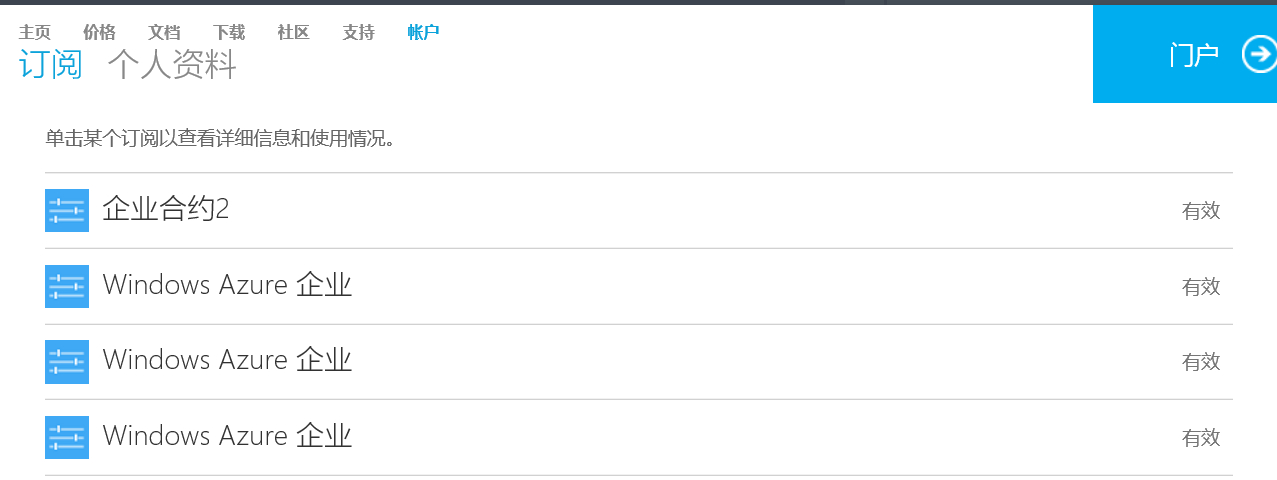 主页 价格 文档 下载 社区 支持 帐户
订阅 个人资料
门户
单击某个订阅以查看详细信息和使用情况。
企业合约2 有效
Windows Azure 企业 有效
Windows Azure 企业 有效
Windows Azure 企业 有效